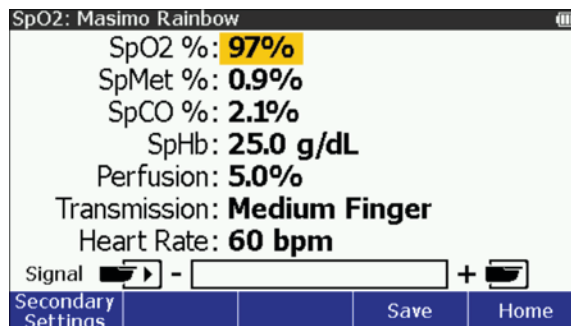 SpO2: Masimo Rainbow
SpO2 %: 97%
SpMet %: 0.9%
SpCO %: 2.1%
SpHb: 25.0 g/dL
Perfusion: 5.0%
Transmission: Medium Finger
Heart Rate: 60 bpm
Signal - +
Secondary Settings Save Home